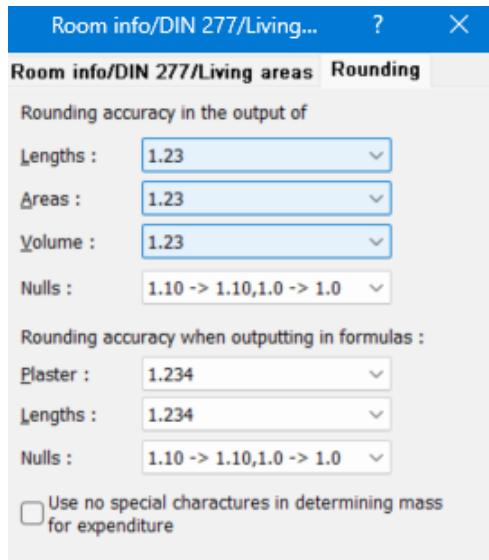 Room info/DIN 277/Living... ?
Room info/DIN 277/Living areas Rounding
Rounding accuracy in the output of
Lengths : 1.23
Areas : 1.23
Volume : 1.23
Nulls : 1.10 -> 1.10,1.0 -> 1.0
Rounding accuracy when outputting in formulas :
Plaster : 1.234
Lengths : 1.234
Nulls : 1.10 -> 1.10,1.0 -> 1.0
Use no special charactures in determining mass
for expenditure